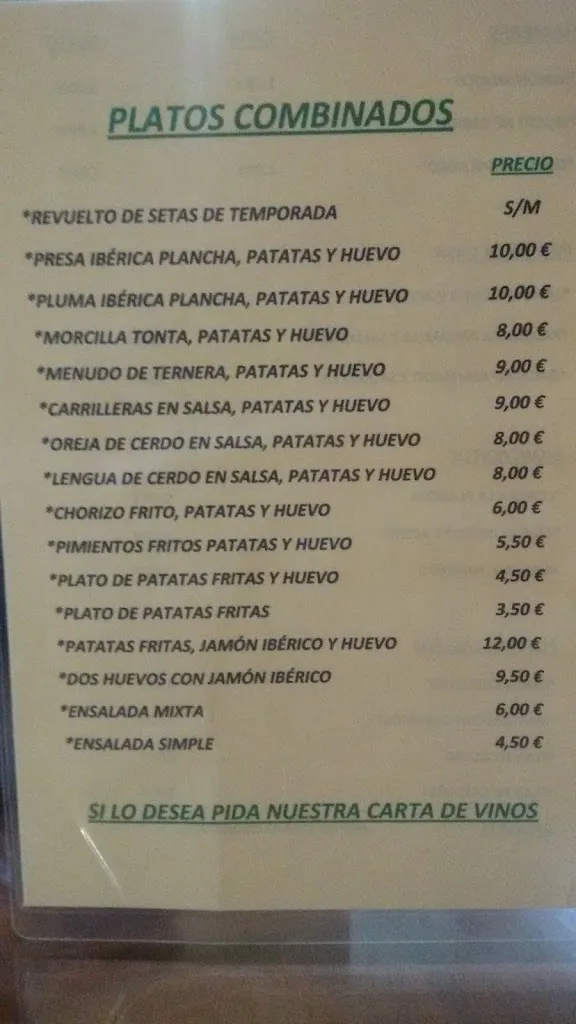 PLATOS COMBINADOS
PRECIO
*REVUELTO DE SETAS DE TEMPORADA S/M
*PRESA IBÉRICA PLANCHA, PATATAS Y HUEVO 10,00 €
*PLUMA IBÉRICA PLANCHA, PATATAS Y HUEVO 10,00 €
*MORCILLA TONTA, PATATAS Y HUEVO 8,00 €
*MENUDO DE TERNERA, PATATAS Y HUEVO 9,00 €
*CARRILLERAS EN SALSA, PATATAS Y HUEVO 9,00 €
*OREJA DE CERDO EN SALSA, PATATAS Y HUEVO 8,00 €
*LENGUA DE CERDO EN SALSA, PATATAS Y HUEVO 8,00 €
*CHORIZO FRITO, PATATAS Y HUEVO 6,00 €
*PIMIENTOS FRITOS PATATAS Y HUEVO 5,50 €
*PLATO DE PATATAS FRITAS Y HUEVO 4,50 €
*PLATO DE PATATAS FRITAS 3,50 €
*PATATAS FRITAS, JAMÓN IBÉRICO Y HUEVO 12,00 €
*DOS HUEVOS CON JAMÓN IBÉRICO 9,50 €
*ENSALADA MIXTA 6,00 €
*ENSALADA SIMPLE 4,50 €
SI LO DESEA PIDA NUESTRA CARTA DE VINOS